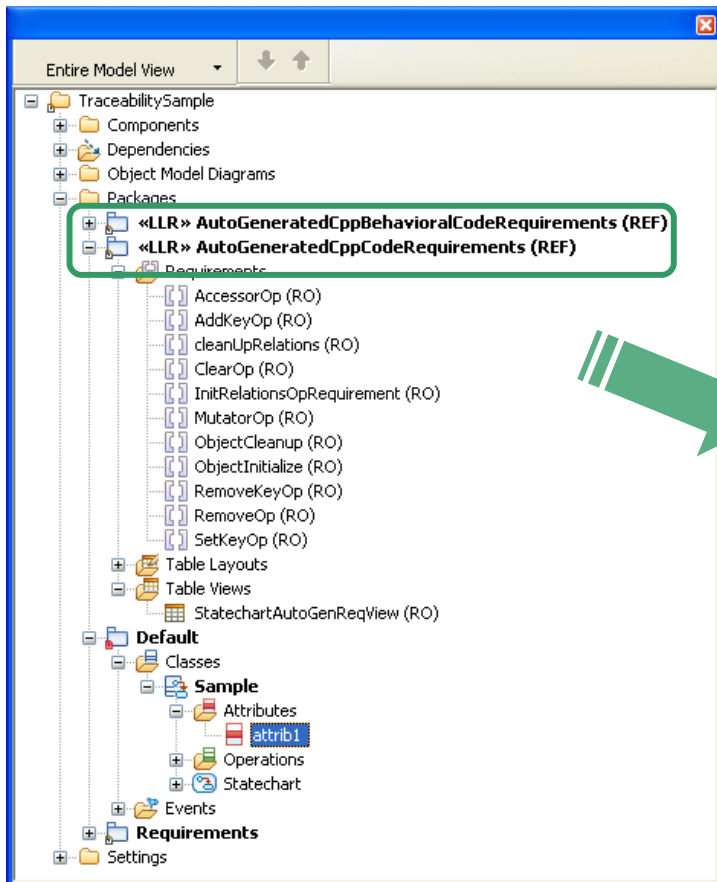 Entire Model View
TraceabilitySample
Components
Dependencies
Object Model Diagrams
Packages
«LLR» AutoGeneratedCppBehavioralCodeRequirements (REF)
«LLR» AutoGeneratedCppCodeRequirements (REF)
Requirements
AccessorOp (RO)
AddKeyOp (RO)
cleanUpRelations (RO)
ClearOp (RO)
InitRelationsOpRequirement (RO)
MutatorOp (RO)
ObjectCleanup (RO)
ObjectInitialize (RO)
RemoveKeyOp (RO)
RemoveOp (RO)
SetKeyOp (RO)
Table Layouts
Table Views
StatechartAutoGenReqView (RO)
Default
Classes
Sample
Attributes
attrib1
Operations
Statechart
Events
Requirements
Settings